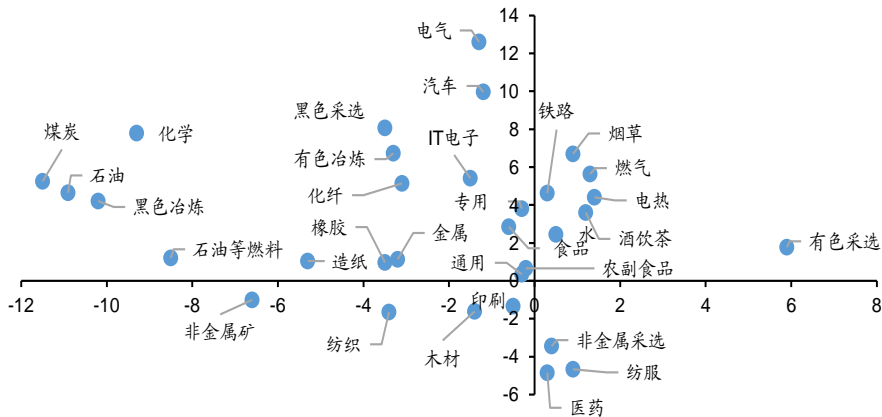 14
电气
12
汽车
10
黑色采选
铁路
8
化学
煤炭
IT电子
烟草
有色冶炼
6
燃气
石油
化纤
专用
4
电热
黑色冶炼
橡胶
金属
食品
水
酒饮茶
有色采选
石油等燃料
造纸
2
通用
农副食品
0
-12
-10
-8
-6
-4
-2
0
2
4
6
8
印刷
非金属矿
-2
纺织
木材
非金属采选
-4
纺服
-6
医药